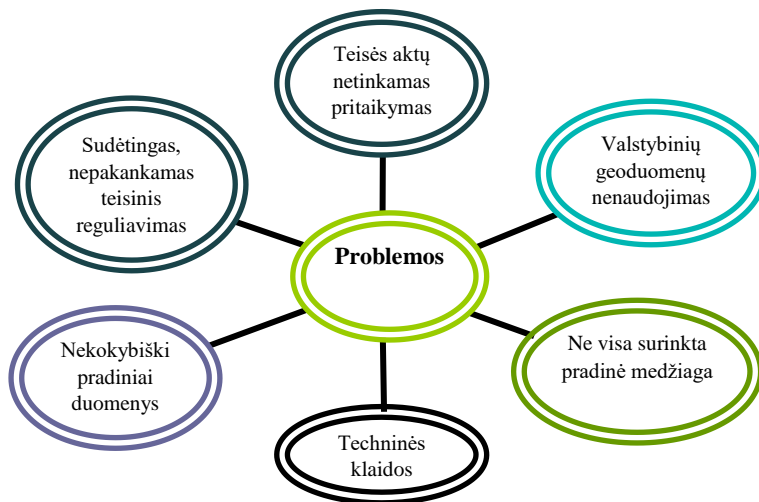 Teisės aktų
netinkamas
pritaikymas
Sudėtingas,
nepakankamas
teisinis
reguliavimas
Valstybinių
geoduomenų
nenaudojimas
Problemos
Nekokybiški
pradiniai
duomenys
Ne visa surinkta
pradinė medžiaga
Techninės
klaidos